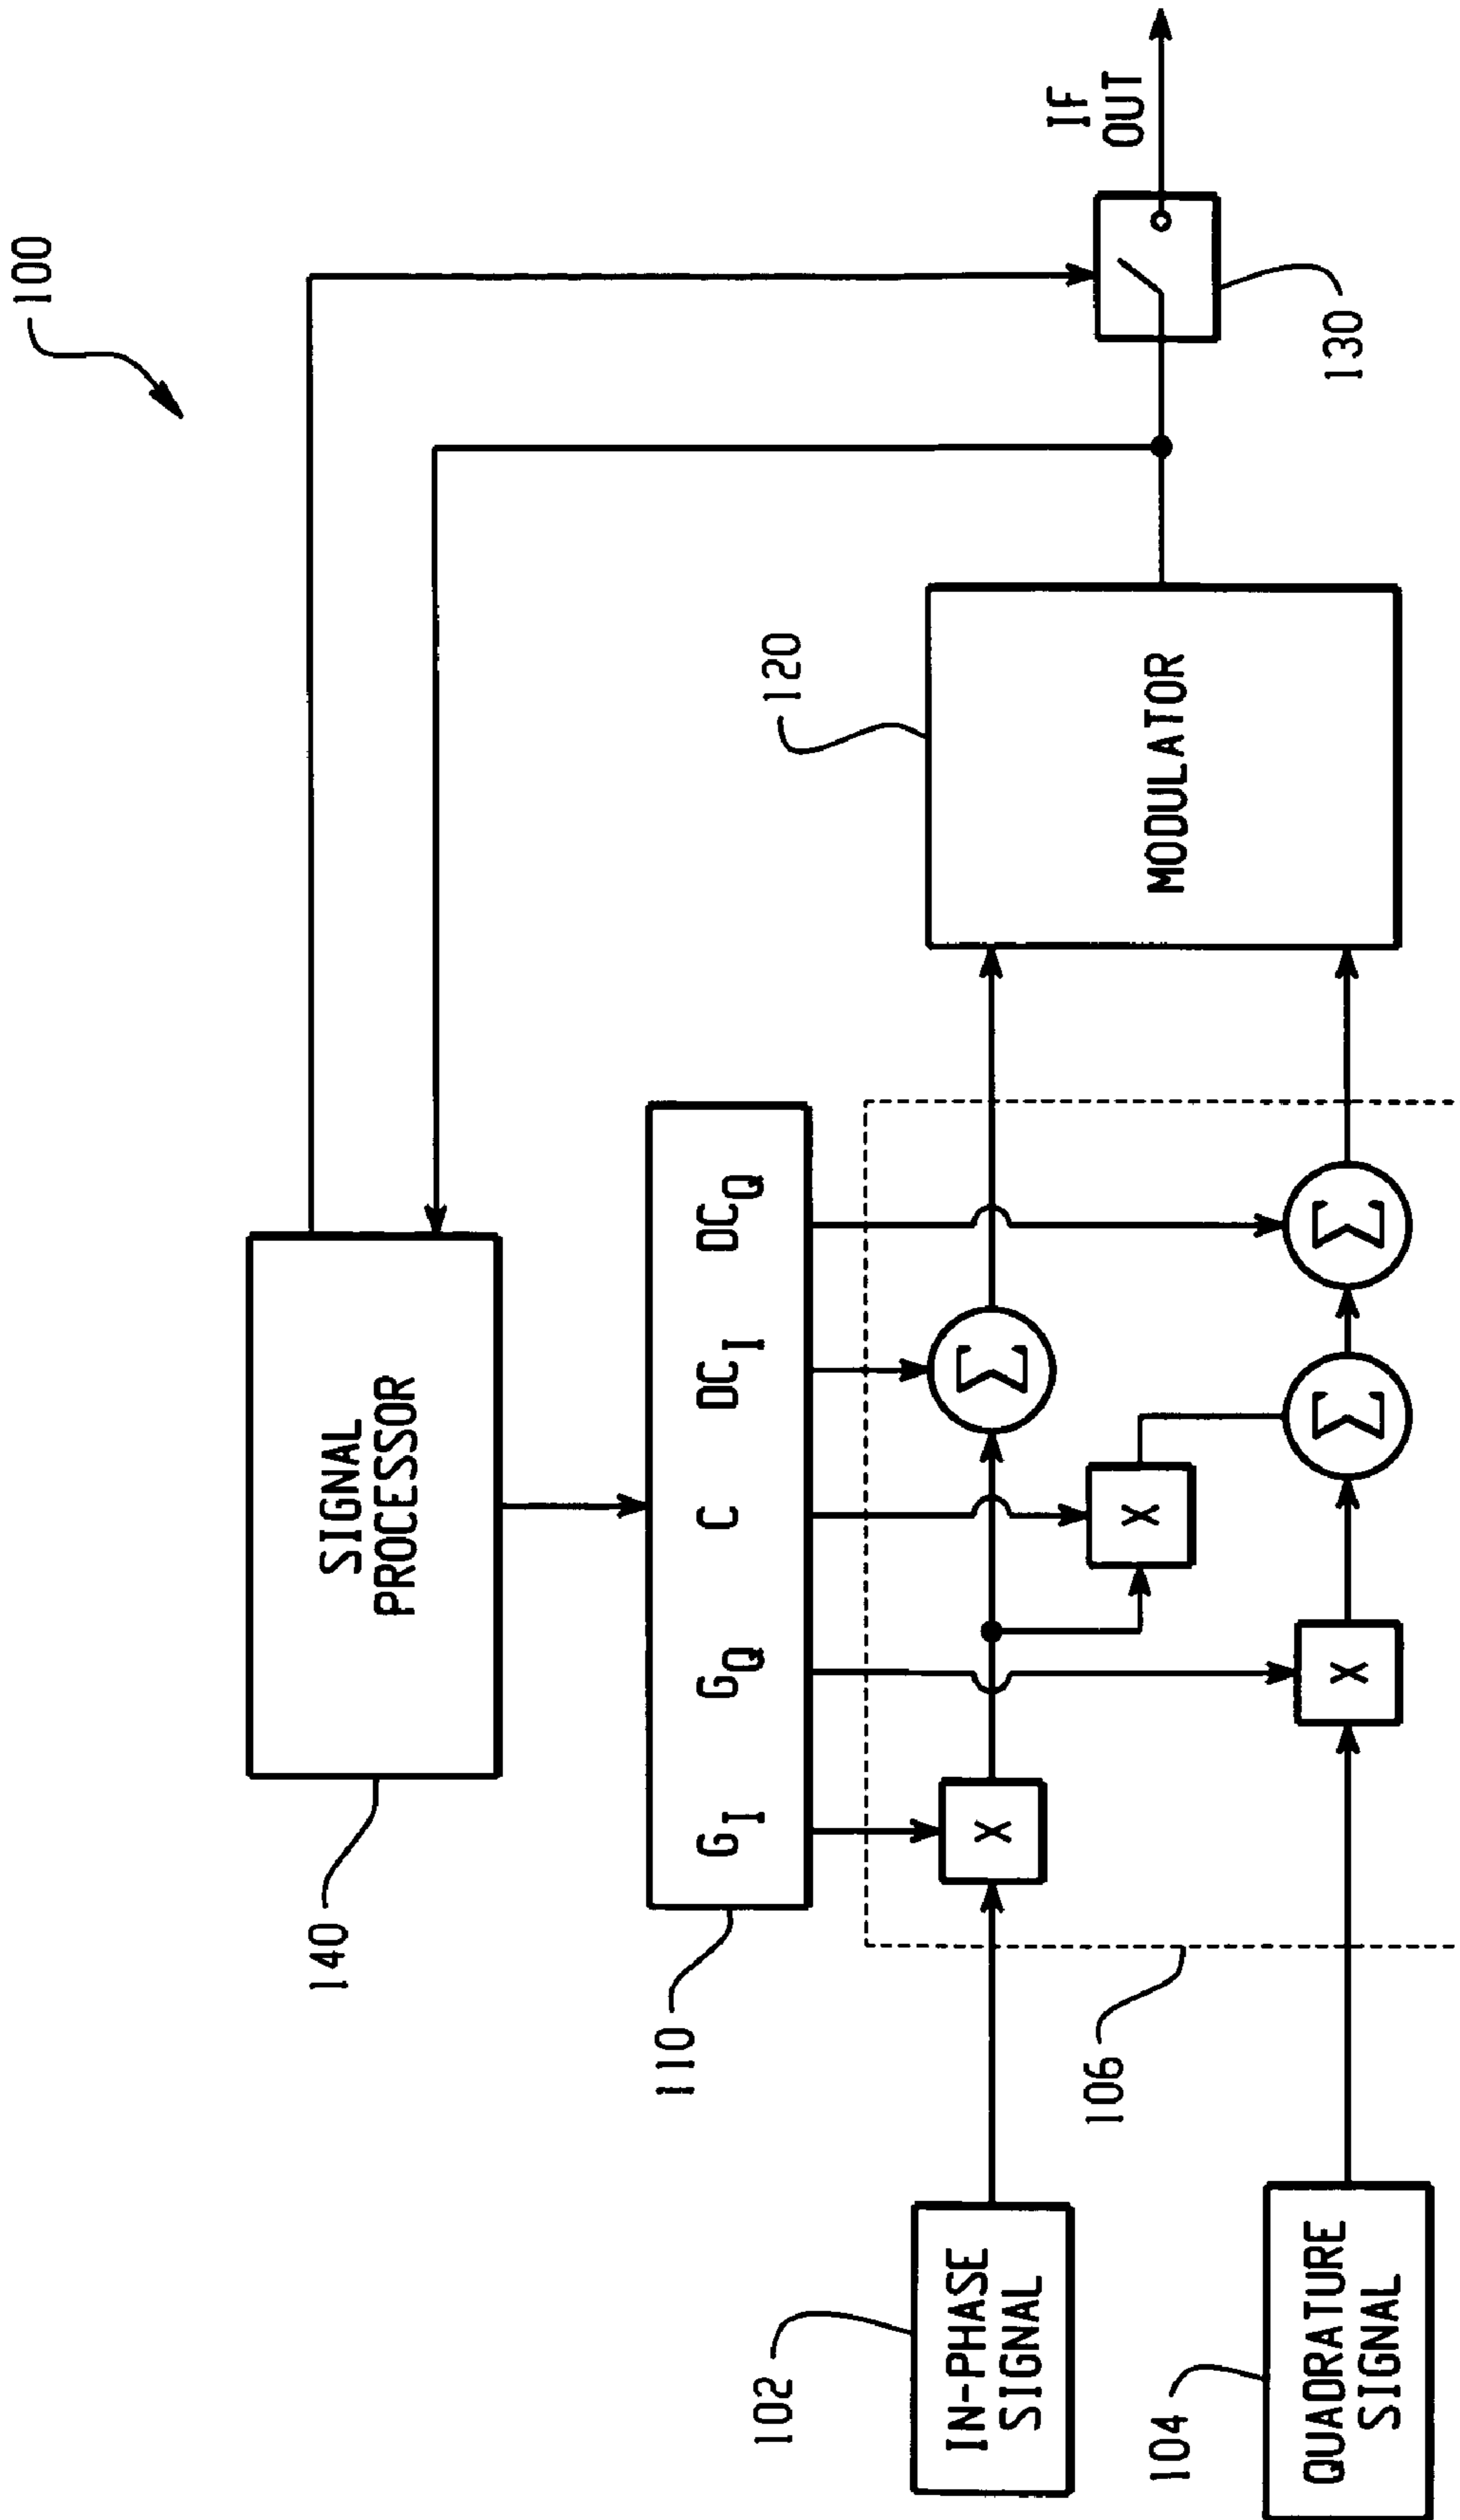 100
SIGNAL
PROCESSOR
140
110
G_I G_Q C DC_I DC_Q
120
IF
OUT
130
MODULATOR
102
IN-PHASE
SIGNAL
X
Σ
X
106
104
QUADRATURE
SIGNAL
X
Σ
Σ